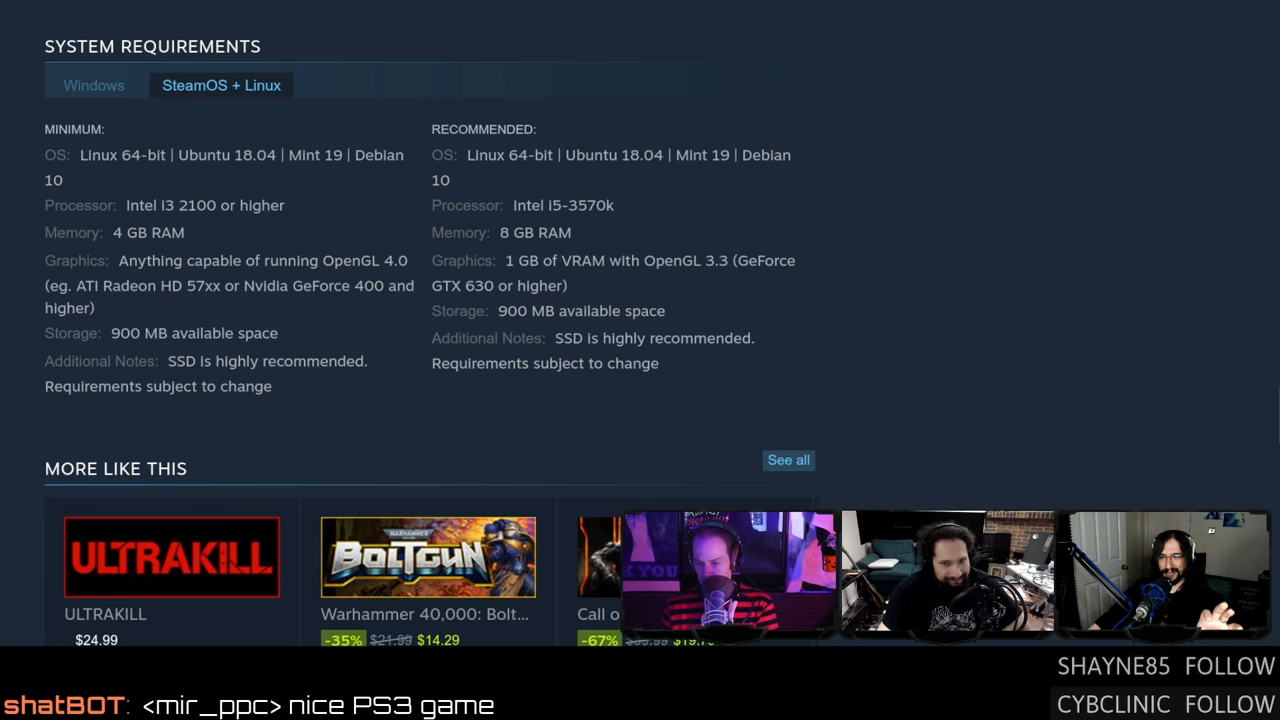 SYSTEM REQUIREMENTS
Windows
SteamOS + Linux
MINIMUM:
OS: Linux 64-bit | Ubuntu 18.04 | Mint 19 | Debian
10
Processor: Intel i3 2100 or higher
Memory: 4 GB RAM
Graphics: Anything capable of running OpenGL 4.0
(eg. ATI Radeon HD 57xx or Nvidia GeForce 400 and
higher)
Storage: 900 MB available space
Additional Notes: SSD is highly recommended.
Requirements subject to change
RECOMMENDED:
OS: Linux 64-bit | Ubuntu 18.04 | Mint 19 | Debian
10
Processor: Intel i5-3570k
Memory: 8 GB RAM
Graphics: 1 GB of VRAM with OpenGL 3.3 (GeForce
GTX 630 or higher)
Storage: 900 MB available space
Additional Notes: SSD is highly recommended.
Requirements subject to change
MORE LIKE THIS
See all
ULTRAKILL
WARHAMMER
BOLTGUN
ULTRAKILL
Warhammer 40,000: Bolt...
Call o
$24.99
-35% $21.99 $14.29
-67%
SHAYNE85 FOLLOW
CYBCLINIC FOLLOW
shatBOT: <mir_ppc> nice PS3 game